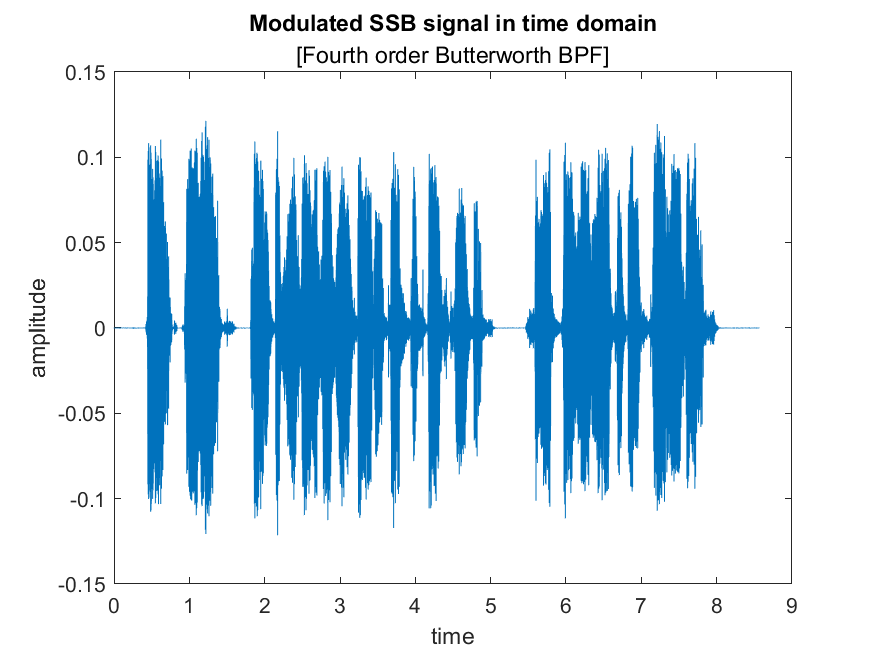 Modulated SSB signal in time domain
[Fourth order Butterworth BPF]
0.15
0.1
0.05
0
-0.05
-0.1
-0.15
amplitude
0 1 2 3 4 5 6 7 8 9
time